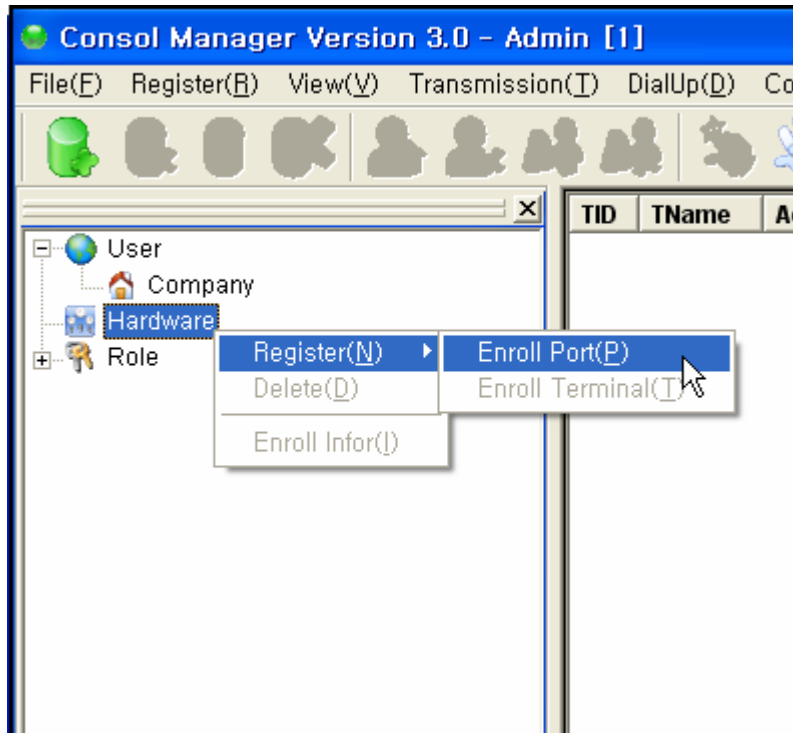 Consol Manager Version 3.0 - Admin [1]
File(F) Register(R) View(V) Transmission(T) DialUp(D) Co
TID TName A
User
Company
Hardware
Role
Register(N) Enroll Port(P)
Delete(D) Enroll Terminal(T)
Enroll Infor(I)